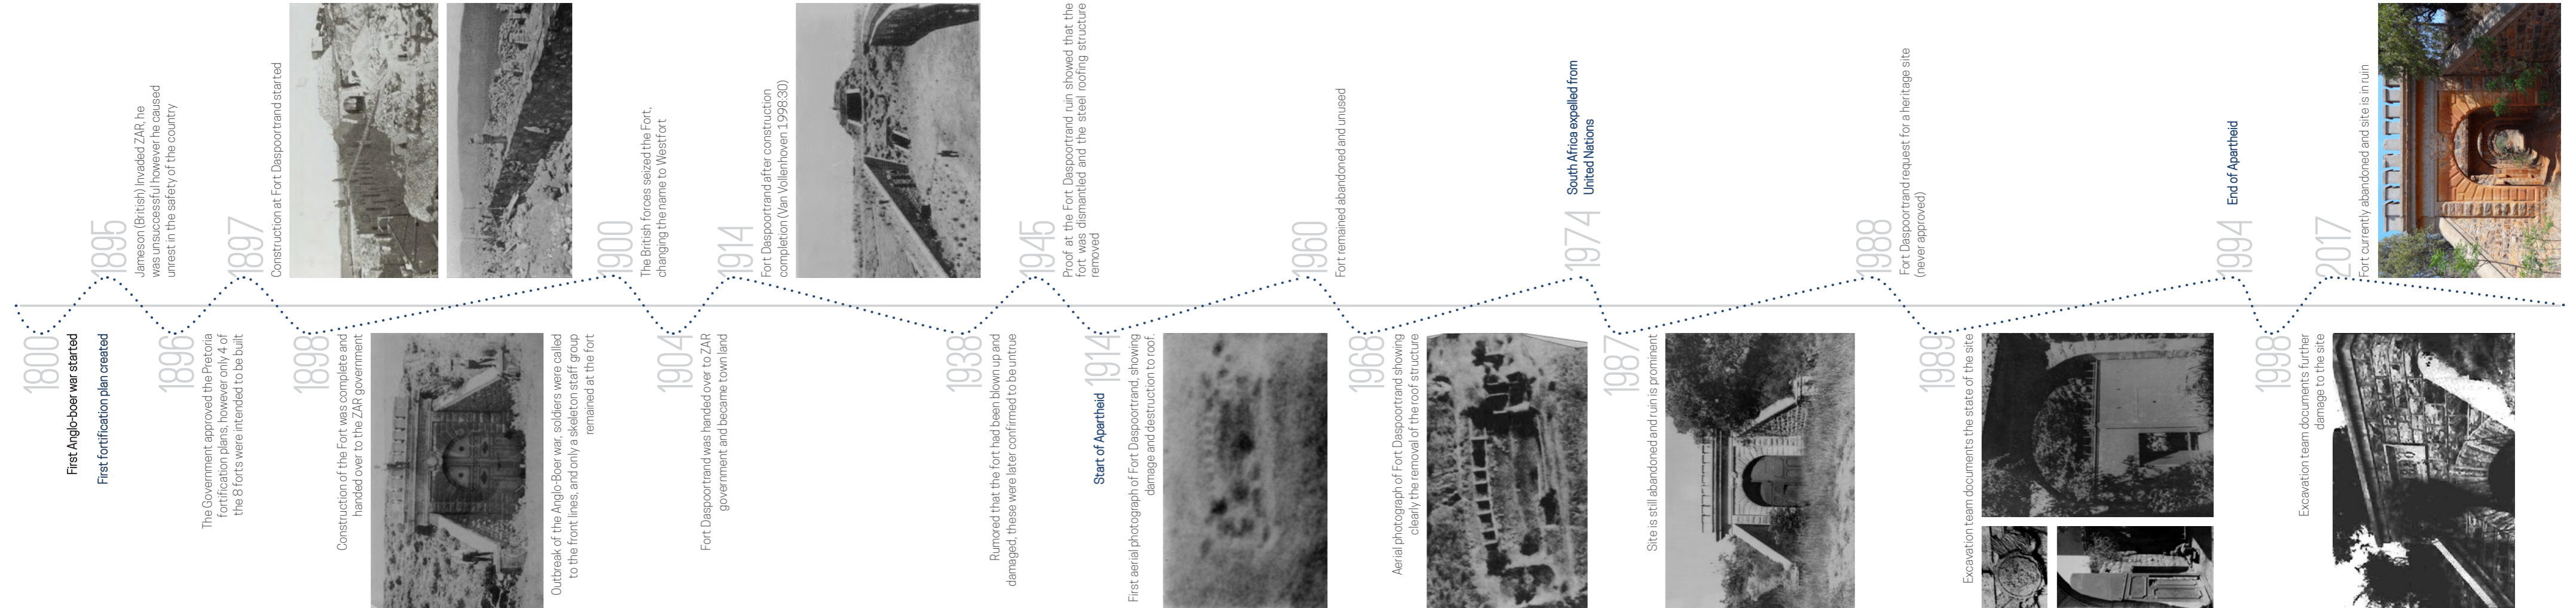 1800
First Anglo-boer war started
First fortification plan created
1895
Jameson (British) Invaded ZAR, he
was unsuccessful however he caused
unrest in the safety of the country
1896
The Government approved the Pretoria
fortification plans, however only 4 of
the 8 forts were intended to be built
1897
Construction at Fort Daspoortrand started
1898
Construction of the Fort was complete and
handed over to the ZAR government
Outbreak of the Anglo-Boer war, soldiers were called
to the front lines, and only a skeleton staff group
remained at the fort
1900
The British forces seized the Fort,
changing the name to Westfort
1904
Fort Daspoortrand was handed over to ZAR
government and became town land
1914
Fort Daspoortrand after construction
completion (Van Vollenhoven 1998:30)
1938
Rumored that the fort had been blown up and
damaged, these were later confirmed to be untrue
1945
Proof at the Fort Daspoortrand ruin showed that the
fort was dismantled and the steel roofing structure
removed
1914
Start of Apartheid
First aerial photograph of Fort Daspoortrand, showing
damage and destruction to roof.
1960
Fort remained abandoned and unused
1968
Aerial photograph of Fort Daspoortrand showing
clearly the removal of the roof structure
1974
South Africa expelled from
United Nations
1987
Site is still abandoned and ruin is prominent
1988
Fort Daspoortrand request for a heritage site
(never approved)
1989
Excavation team documents the state of the site
1994
End of Apartheid
1998
Excavation team documents further
damage to the site
2017
Fort currently abandoned and site is in ruin